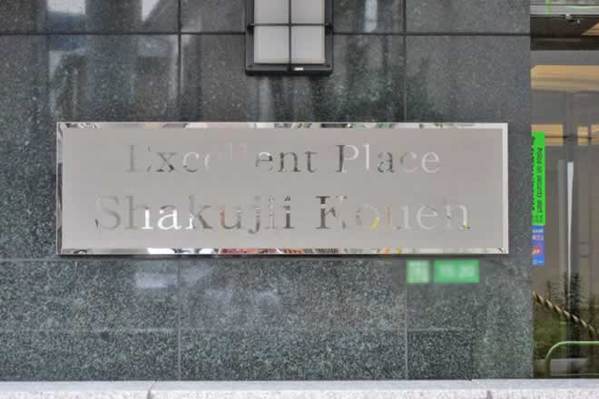 Excellent Place
Shakujii Kouen